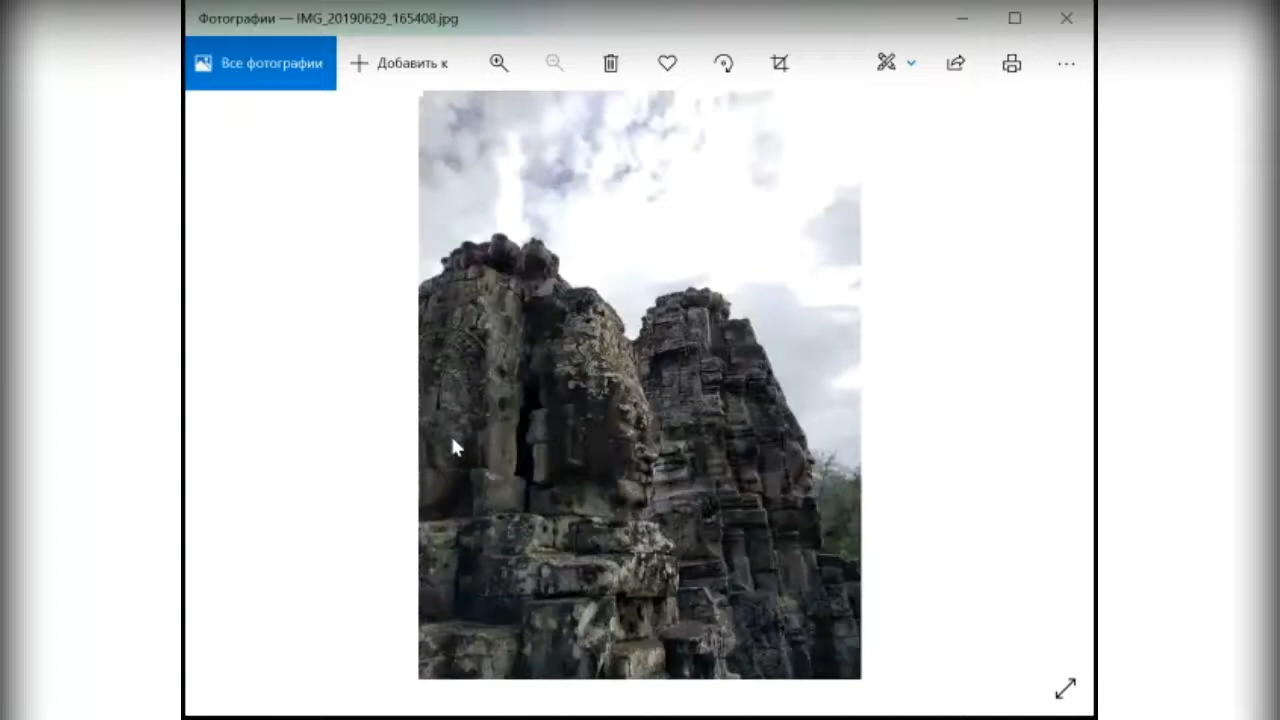 Фотографии — IMG_20190629_165408.jpg
Все фотографии
Добавить к